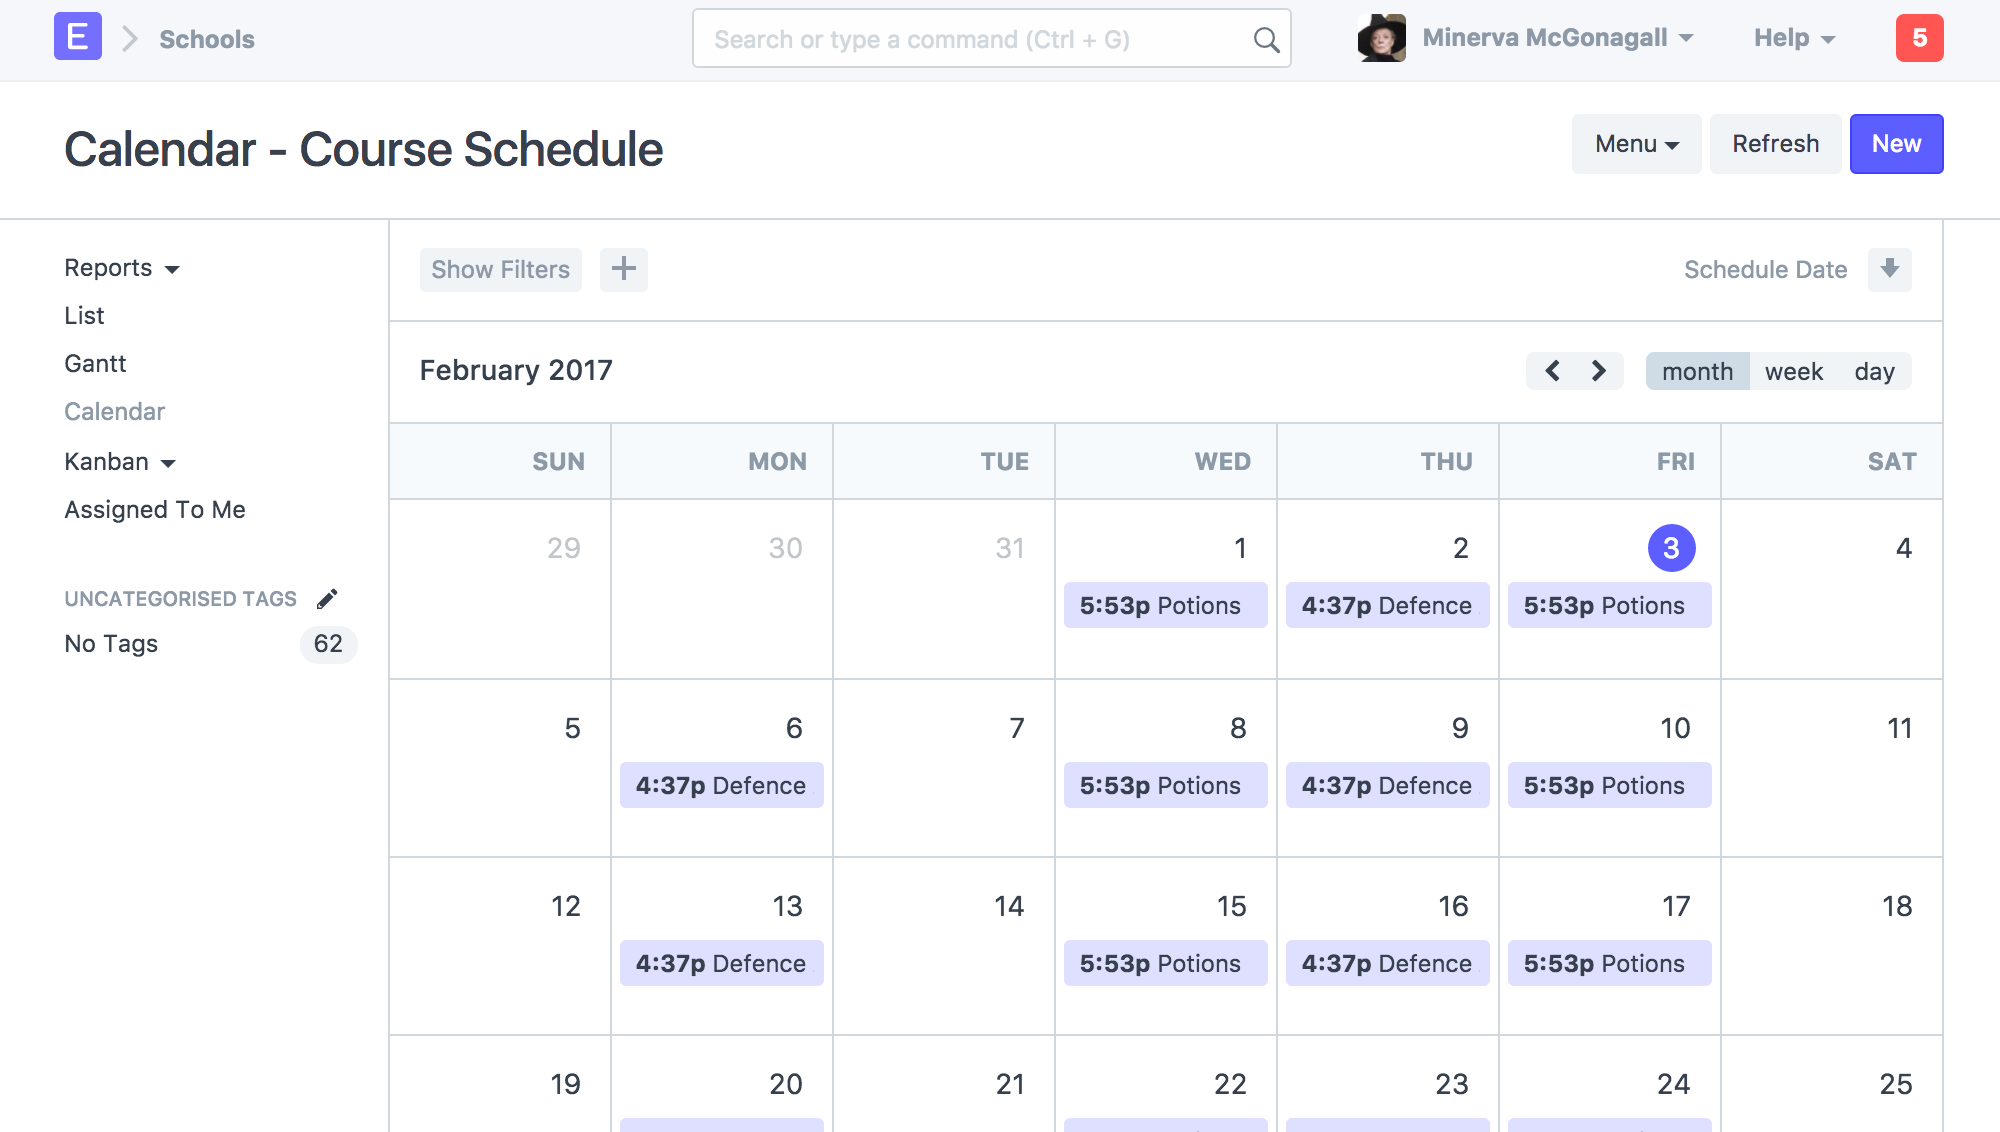 E Schools Search or type a command (Ctrl + G) Minerva McGonagall Help 5
Calendar - Course Schedule Menu Refresh New
Reports
List
Gantt
Calendar
Kanban
Assigned To Me
UNCATEGORISED TAGS
No Tags 62
Show Filters Schedule Date
February 2017 month week day
SUN MON TUE WED THU FRI SAT
29 30 31 1 2 3 4
5:53p Potions 4:37p Defence 5:53p Potions
5 6 7 8 9 10 11
4:37p Defence 5:53p Potions 4:37p Defence 5:53p Potions
12 13 14 15 16 17 18
4:37p Defence 5:53p Potions 4:37p Defence 5:53p Potions
19 20 21 22 23 24 25